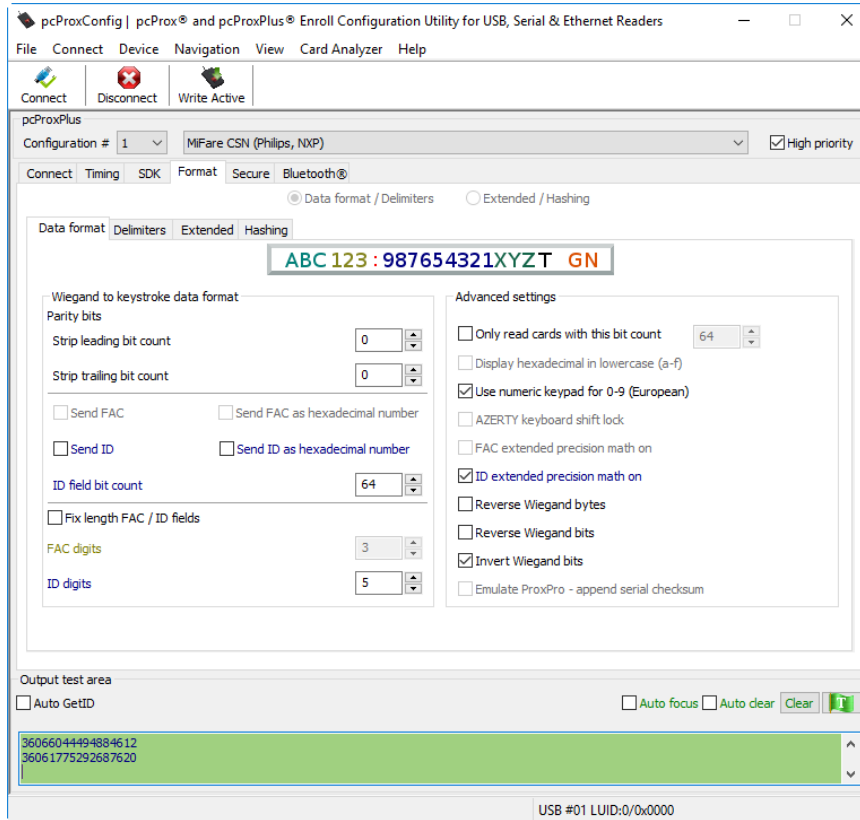 pcProxConfig | pcProx® and pcProxPlus® Enroll Configuration Utility for USB, Serial & Ethernet Readers
File Connect Device Navigation View Card Analyzer Help
Connect Disconnect Write Active
pcProxPlus
Configuration # 1 MiFare CSN (Philips, NXP) High priority
Connect Timing SDK Format Secure Bluetooth®
Data format / Delimiters Extended / Hashing
Data format Delimiters Extended Hashing
ABC 123 : 987654321XYZT GN
Wiegand to keystroke data format
Parity bits
Strip leading bit count 0
Strip trailing bit count 0
Send FAC Send FAC as hexadecimal number
Send ID Send ID as hexadecimal number
ID field bit count 64
Fix length FAC / ID fields
FAC digits 3
ID digits 5
Advanced settings
Only read cards with this bit count 64
Display hexadecimal in lowercase (a-f)
Use numeric keypad for 0-9 (European)
AZERTY keyboard shift lock
FAC extended precision math on
ID extended precision math on
Reverse Wiegand bytes
Reverse Wiegand bits
Invert Wiegand bits
Emulate ProxPro - append serial checksum
Output test area
Auto GetID Auto focus Auto clear Clear T
36066044494884612
36061775292687620
USB #01 LUID:0/0x0000